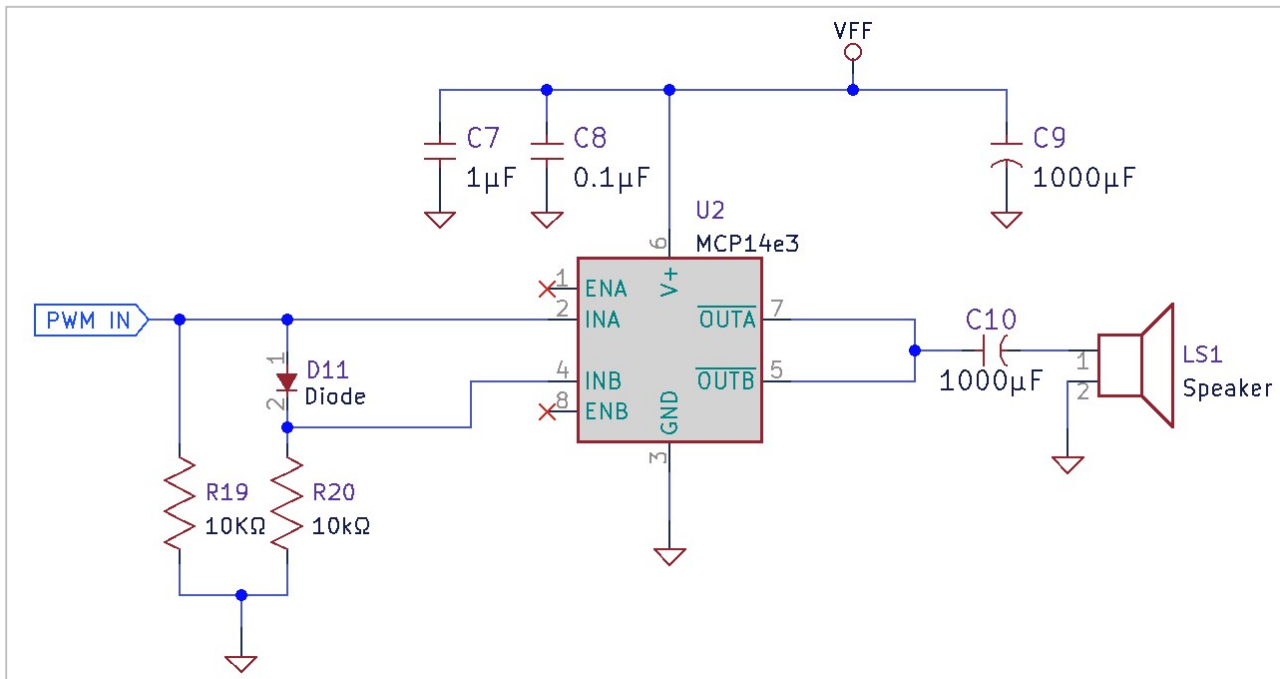 VFF
C7
1µF
C8
0.1µF
C9
1000µF
U2
MCP14e3
6
V+
PWM IN
1
ENA
2
INA
4
INB
8
ENB
OUTA
7
OUTB
5
GND
3
C10
1000µF
1
2
LS1
Speaker
1
D11
Diode
2
R19
10KΩ
R20
10kΩ